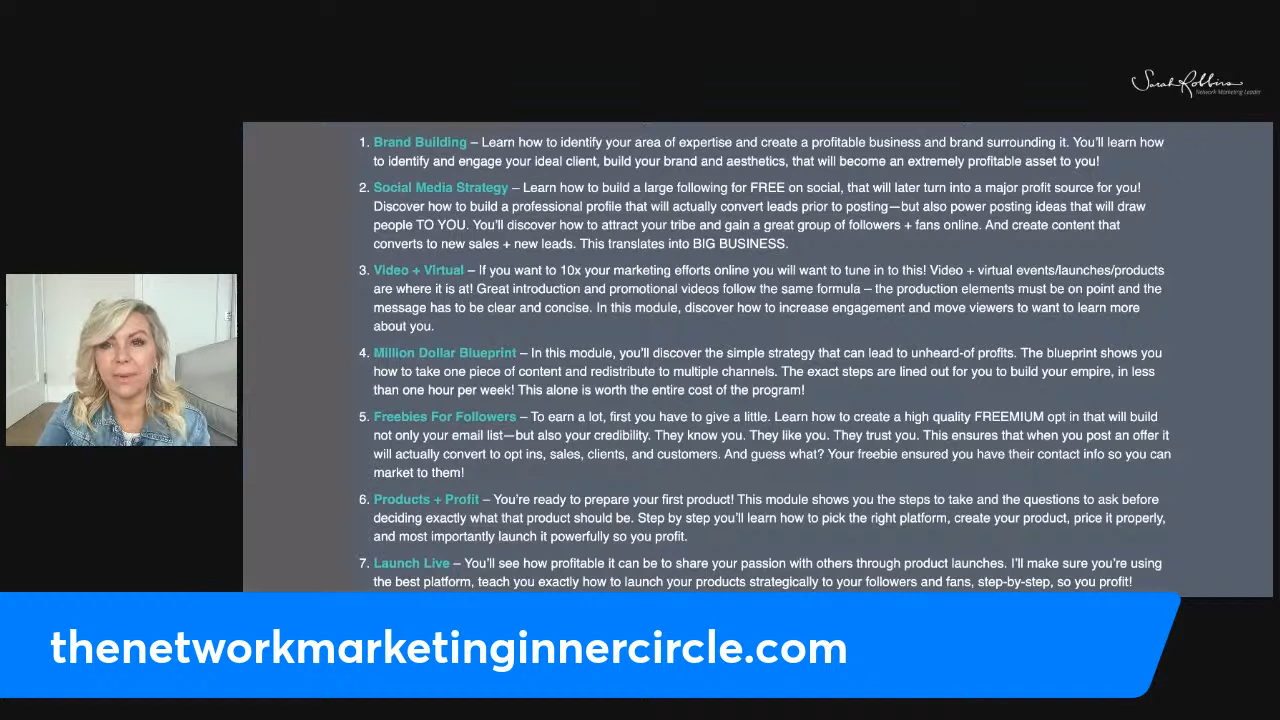 Sarah Robbins
Network Marketing Leader
1. Brand Building – Learn how to identify your area of expertise and create a profitable business and brand surrounding it. You'll learn how
to identify and engage your ideal client, build your brand and aesthetics, that will become an extremely profitable asset to you!
2. Social Media Strategy – Learn how to build a large following for FREE on social, that will later turn into a major profit source for you!
Discover how to build a professional profile that will actually convert leads prior to posting—but also power posting ideas that will draw
people TO YOU. You'll discover how to attract your tribe and gain a great group of followers + fans online. And create content that
converts to new sales + new leads. This translates into BIG BUSINESS.
3. Video + Virtual – If you want to 10x your marketing efforts online you will want to tune in to this! Video + virtual events/launches/products
are where it is at! Great introduction and promotional videos follow the same formula – the production elements must be on point and the
message has to be clear and concise. In this module, discover how to increase engagement and move viewers to want to learn more
about you.
4. Million Dollar Blueprint – In this module, you'll discover the simple strategy that can lead to unheard-of profits. The blueprint shows you
how to take one piece of content and redistribute to multiple channels. The exact steps are lined out for you to build your empire, in less
than one hour per week! This alone is worth the entire cost of the program!
5. Freebies For Followers – To earn a lot, first you have to give a little. Learn how to create a high quality FREEMIUM opt in that will build
not only your email list—but also your credibility. They know you. They like you. They trust you. This ensures that when you post an offer it
will actually convert to opt ins, sales, clients, and customers. And guess what? Your freebie ensured you have their contact info so you can
market to them!
6. Products + Profit – You're ready to prepare your first product! This module shows you the steps to take and the questions to ask before
deciding exactly what that product should be. Step by step you'll learn how to pick the right platform, create your product, price it properly,
and most importantly launch it powerfully so you profit.
7. Launch Live – You'll see how profitable it can be to share your passion with others through product launches. I'll make sure you're using
the best platform, teach you exactly how to launch your products strategically to your followers and fans, step-by-step, so you profit!
thenetworkmarketinginnercircle.com